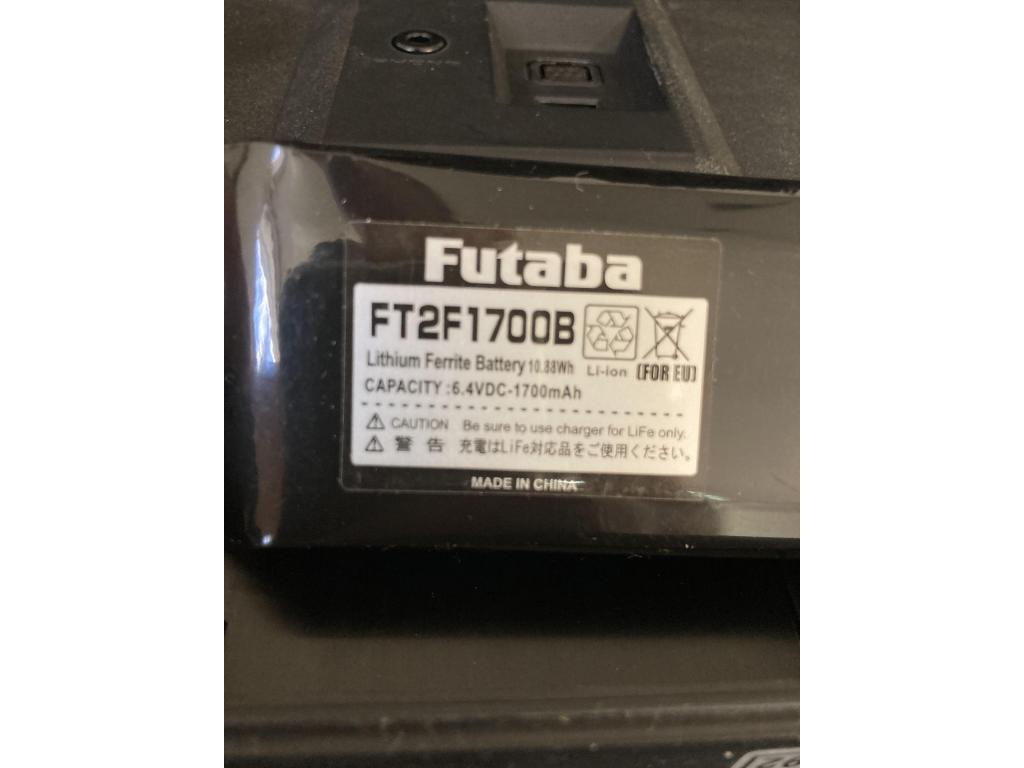 Futaba
FT2F1700B
Lithium Ferrite Battery 10.88Wh
Li-ion (FOR EU)
CAPACITY :6.4VDC-1700mAh
CAUTION Be sure to use charger for LiFe only.
警 告 充電はLiFe対応品をご使用ください。
MADE IN CHINA